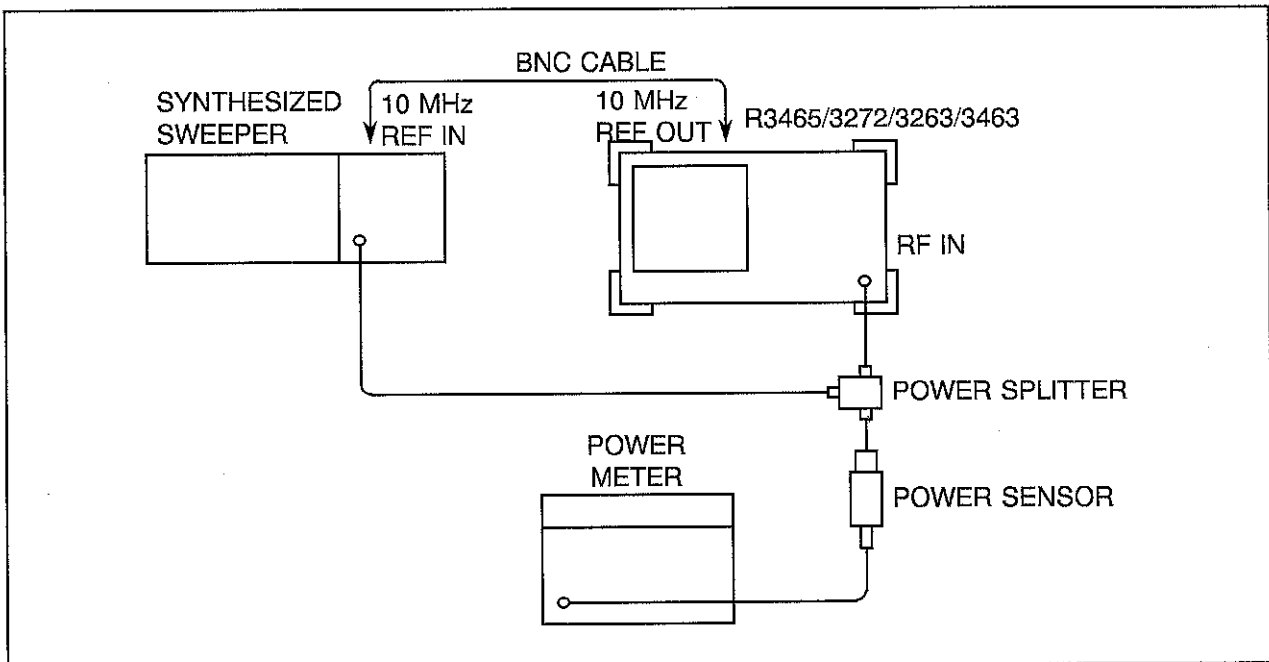 BNC CABLE
SYNTHESIZED
SWEEPER
10 MHz
REF IN
10 MHz
REF OUT
R3465/3272/3263/3463
RF IN
POWER SPLITTER
POWER
METER
POWER SENSOR